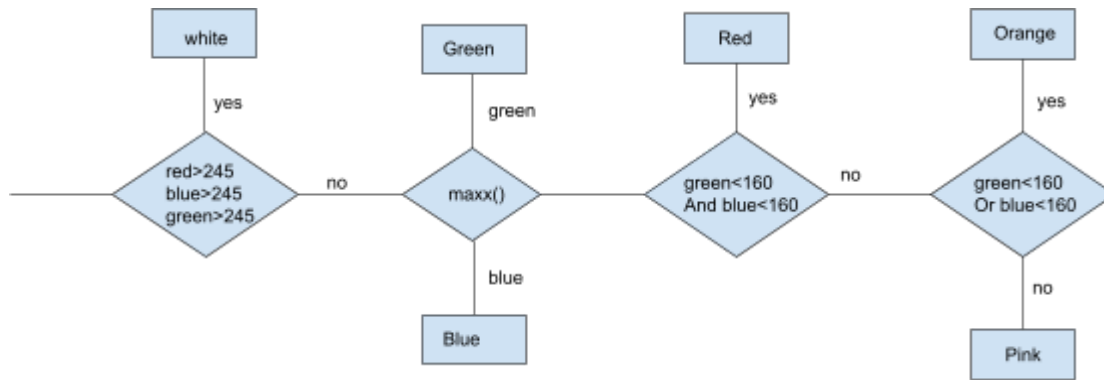 white
Green
Red
Orange
yes
green
yes
yes
red>245
blue>245
green>245
no
maxx()
green<160
And blue<160
no
green<160
Or blue<160
blue
no
Blue
Pink